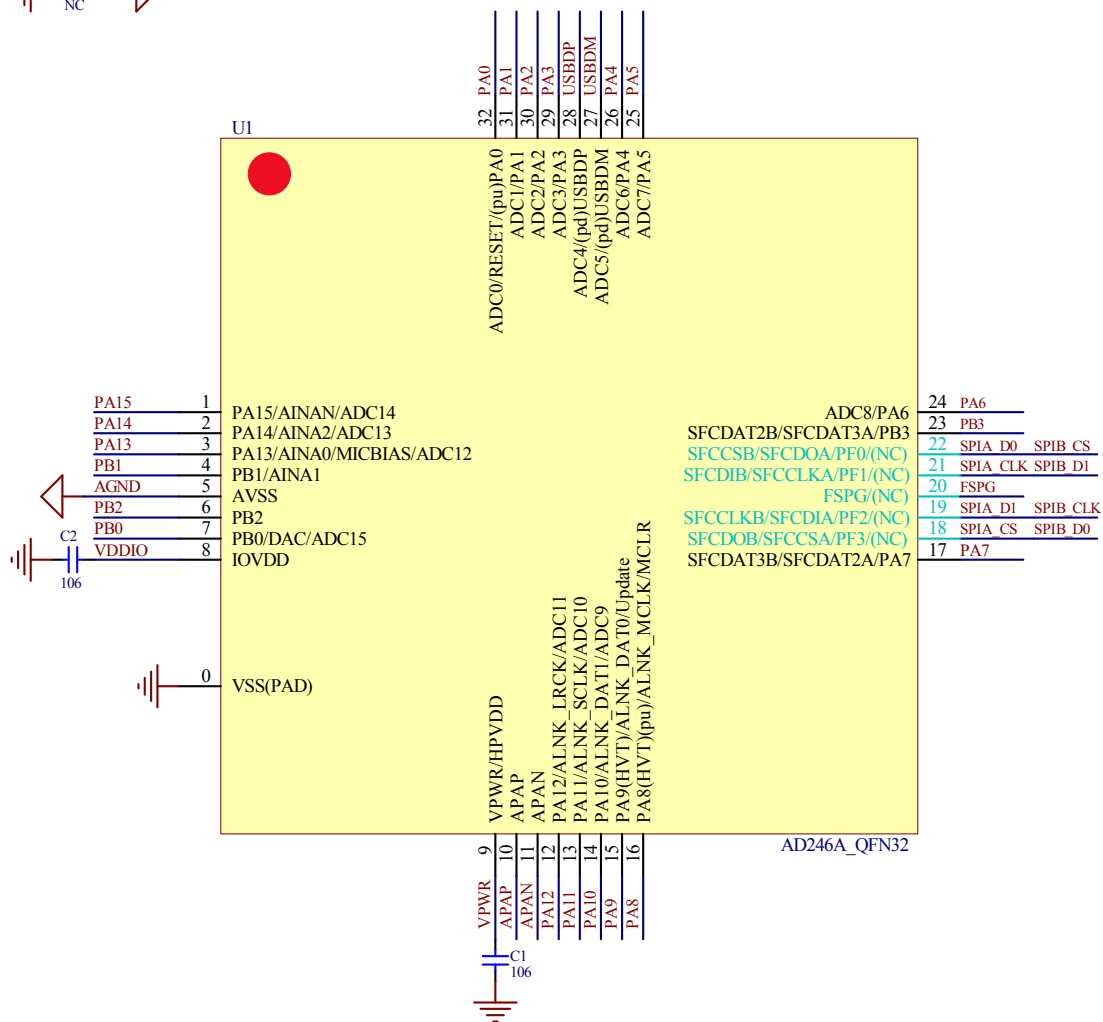 NC
PA0
PA1
PA2
PA3
USBDP
USBDM
PA4
PA5
32
31
30
29
28
27
26
25
U1
ADC0/RESET/(pu)PA0
ADC1/PA1
ADC2/PA2
ADC3/PA3
ADC4/(pd)USBDP
ADC5/(pd)USBDM
ADC6/PA4
ADC7/PA5
PA15 1 PA15/AINAN/ADC14
PA14 2 PA14/AINA2/ADC13
PA13 3 PA13/AINA0/MICBIAS/ADC12
PB1 4 PB1/AINA1
AGND 5 AVSS
PB2 6 PB2
PB0 7 PB0/DAC/ADC15
C2 VDDIO 8 IOVDD
106
0 VSS(PAD)
ADC8/PA6 24 PA6
SFCDAT2B/SFCDAT3A/PB3 23 PB3
SFCCSB/SFCDOA/PF0/(NC) 22 SPIA_D0 SPIB_CS
SFCDIB/SFCCLKA/PF1/(NC) 21 SPIA_CLK SPIB_D1
FSPG/(NC) 20 FSPG
SFCCLKB/SFCDIA/PF2/(NC) 19 SPIA_D1 SPIB_CLK
SFCDOB/SFCCSA/PF3/(NC) 18 SPIA_CS SPIB_D0
SFCDAT3B/SFCDAT2A/PA7 17 PA7
VPWR/HPVDD
APAP
APAN
PA12/ALNK_LRCK/ADC11
PA11/ALNK_SCLK/ADC10
PA10/ALNK_DAT1/ADC9
PA9(HVT)/ALNK_DAT0/Update
PA8(HVT)(pu)/ALNK_MCLK/MCLR
AD246A_QFN32
9
10
11
12
13
14
15
16
VPWR
APAP
APAN
PA12
PA11
PA10
PA9
PA8
C1
106